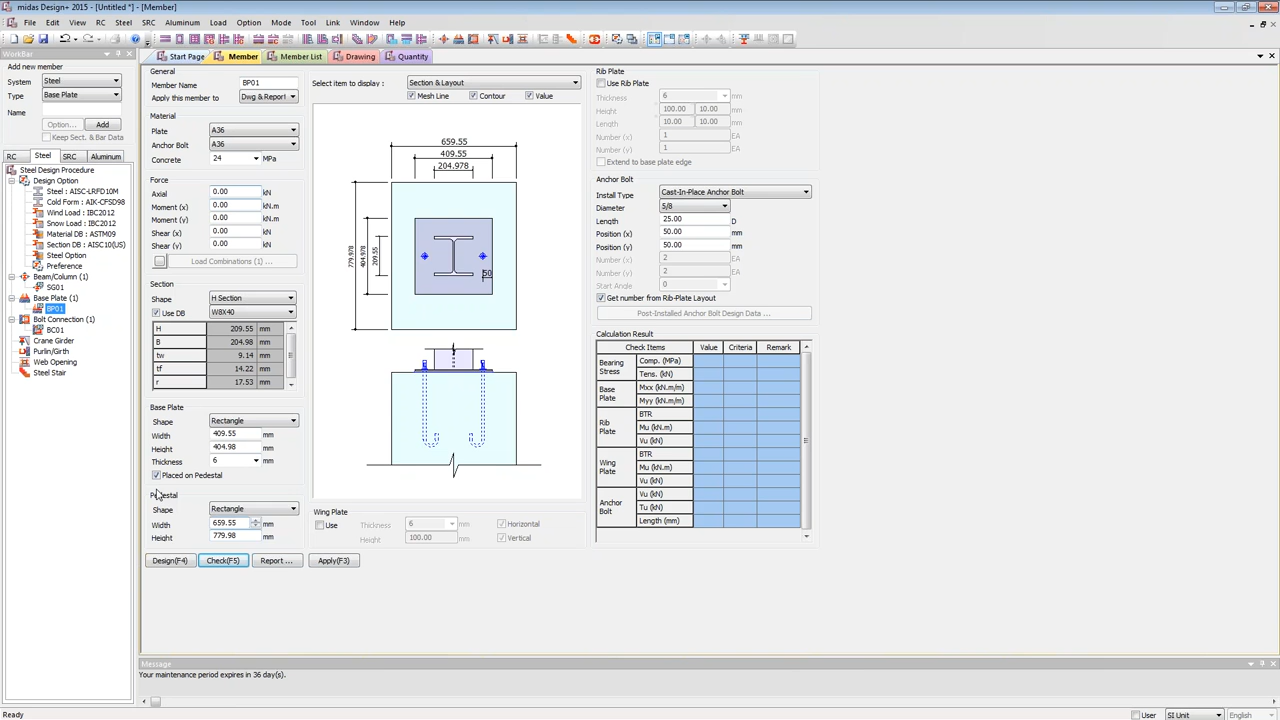 midas Design+ 2015 - [Untitled *] - [Member]
File Edit View RC Steel SRC Aluminum Load Option Mode Tool Link Window Help
WorkBar
Start Page Member Member List Drawing Quantity
Add new member
System Steel
Type Base Plate
Name
Option... Add
Keep Sect. & Bar Data
RC Steel SRC Aluminum
Steel Design Procedure
Design Option
Steel : AISC-LRFD10M
Cold Form : AIK-CFSD98
Wind Load : IBC2012
Snow Load : IBC2012
Material DB : ASTM09
Section DB : AISC10(US)
Steel Option
Preference
Beam/Column (1)
SG01
Base Plate (1)
BP01
Bolt Connection (1)
BC01
Crane Girder
Purlin/Girth
Web Opening
Steel Stair
General
Member Name BP01
Apply this member to Dwg & Report
Material
Plate A36
Anchor Bolt A36
Concrete 24 MPa
Force
Axial 0.00 kN
Moment (x) 0.00 kN.m
Moment (y) 0.00 kN.m
Shear (x) 0.00 kN
Shear (y) 0.00 kN
Load Combinations (1) ...
Section
Shape H Section
Use DB W8X40
H 209.55 mm
B 204.98 mm
tw 9.14 mm
tf 14.22 mm
r 17.53 mm
Base Plate
Shape Rectangle
Width 409.55 mm
Height 404.98 mm
Thickness 6 mm
Placed on Pedestal
Pedestal
Shape Rectangle
Width 659.55 mm
Height 779.98 mm
Design(F4) Check(F5) Report ... Apply(F3)
Select item to display : Section & Layout
Mesh Line Contour Value
659.55
409.55
204.978
779.978
404.978
209.55
50
Wing Plate
Use Thickness 6 mm Horizontal
Height 100.00 mm Vertical
Rib Plate
Use Rib Plate
Thickness 6 mm
Height 100.00 10.00 mm
Length 10.00 10.00 mm
Number (x) 1 EA
Number (y) 1 EA
Extend to base plate edge
Anchor Bolt
Install Type Cast-In-Place Anchor Bolt
Diameter 5/8
Length 25.00 D
Position (x) 50.00 mm
Position (y) 50.00 mm
Number (x) 2 EA
Number (y) 2 EA
Start Angle 0
Get number from Rib-Plate Layout
Post-Installed Anchor Bolt Design Data ...
Calculation Result
Check Items Value Criteria Remark
Bearing Stress Comp. (MPa)
Tens. (kN)
Base Plate Mxx (kN.m/m)
Myy (kN.m/m)
Rib Plate BTR
Mu (kN.m)
Vu (kN)
Wing Plate BTR
Mu (kN.m)
Vu (kN)
Anchor Bolt Vu (kN)
Tu (kN)
Length (mm)
Message
Your maintenance period expires in 36 day(s).
Ready User SI Unit English